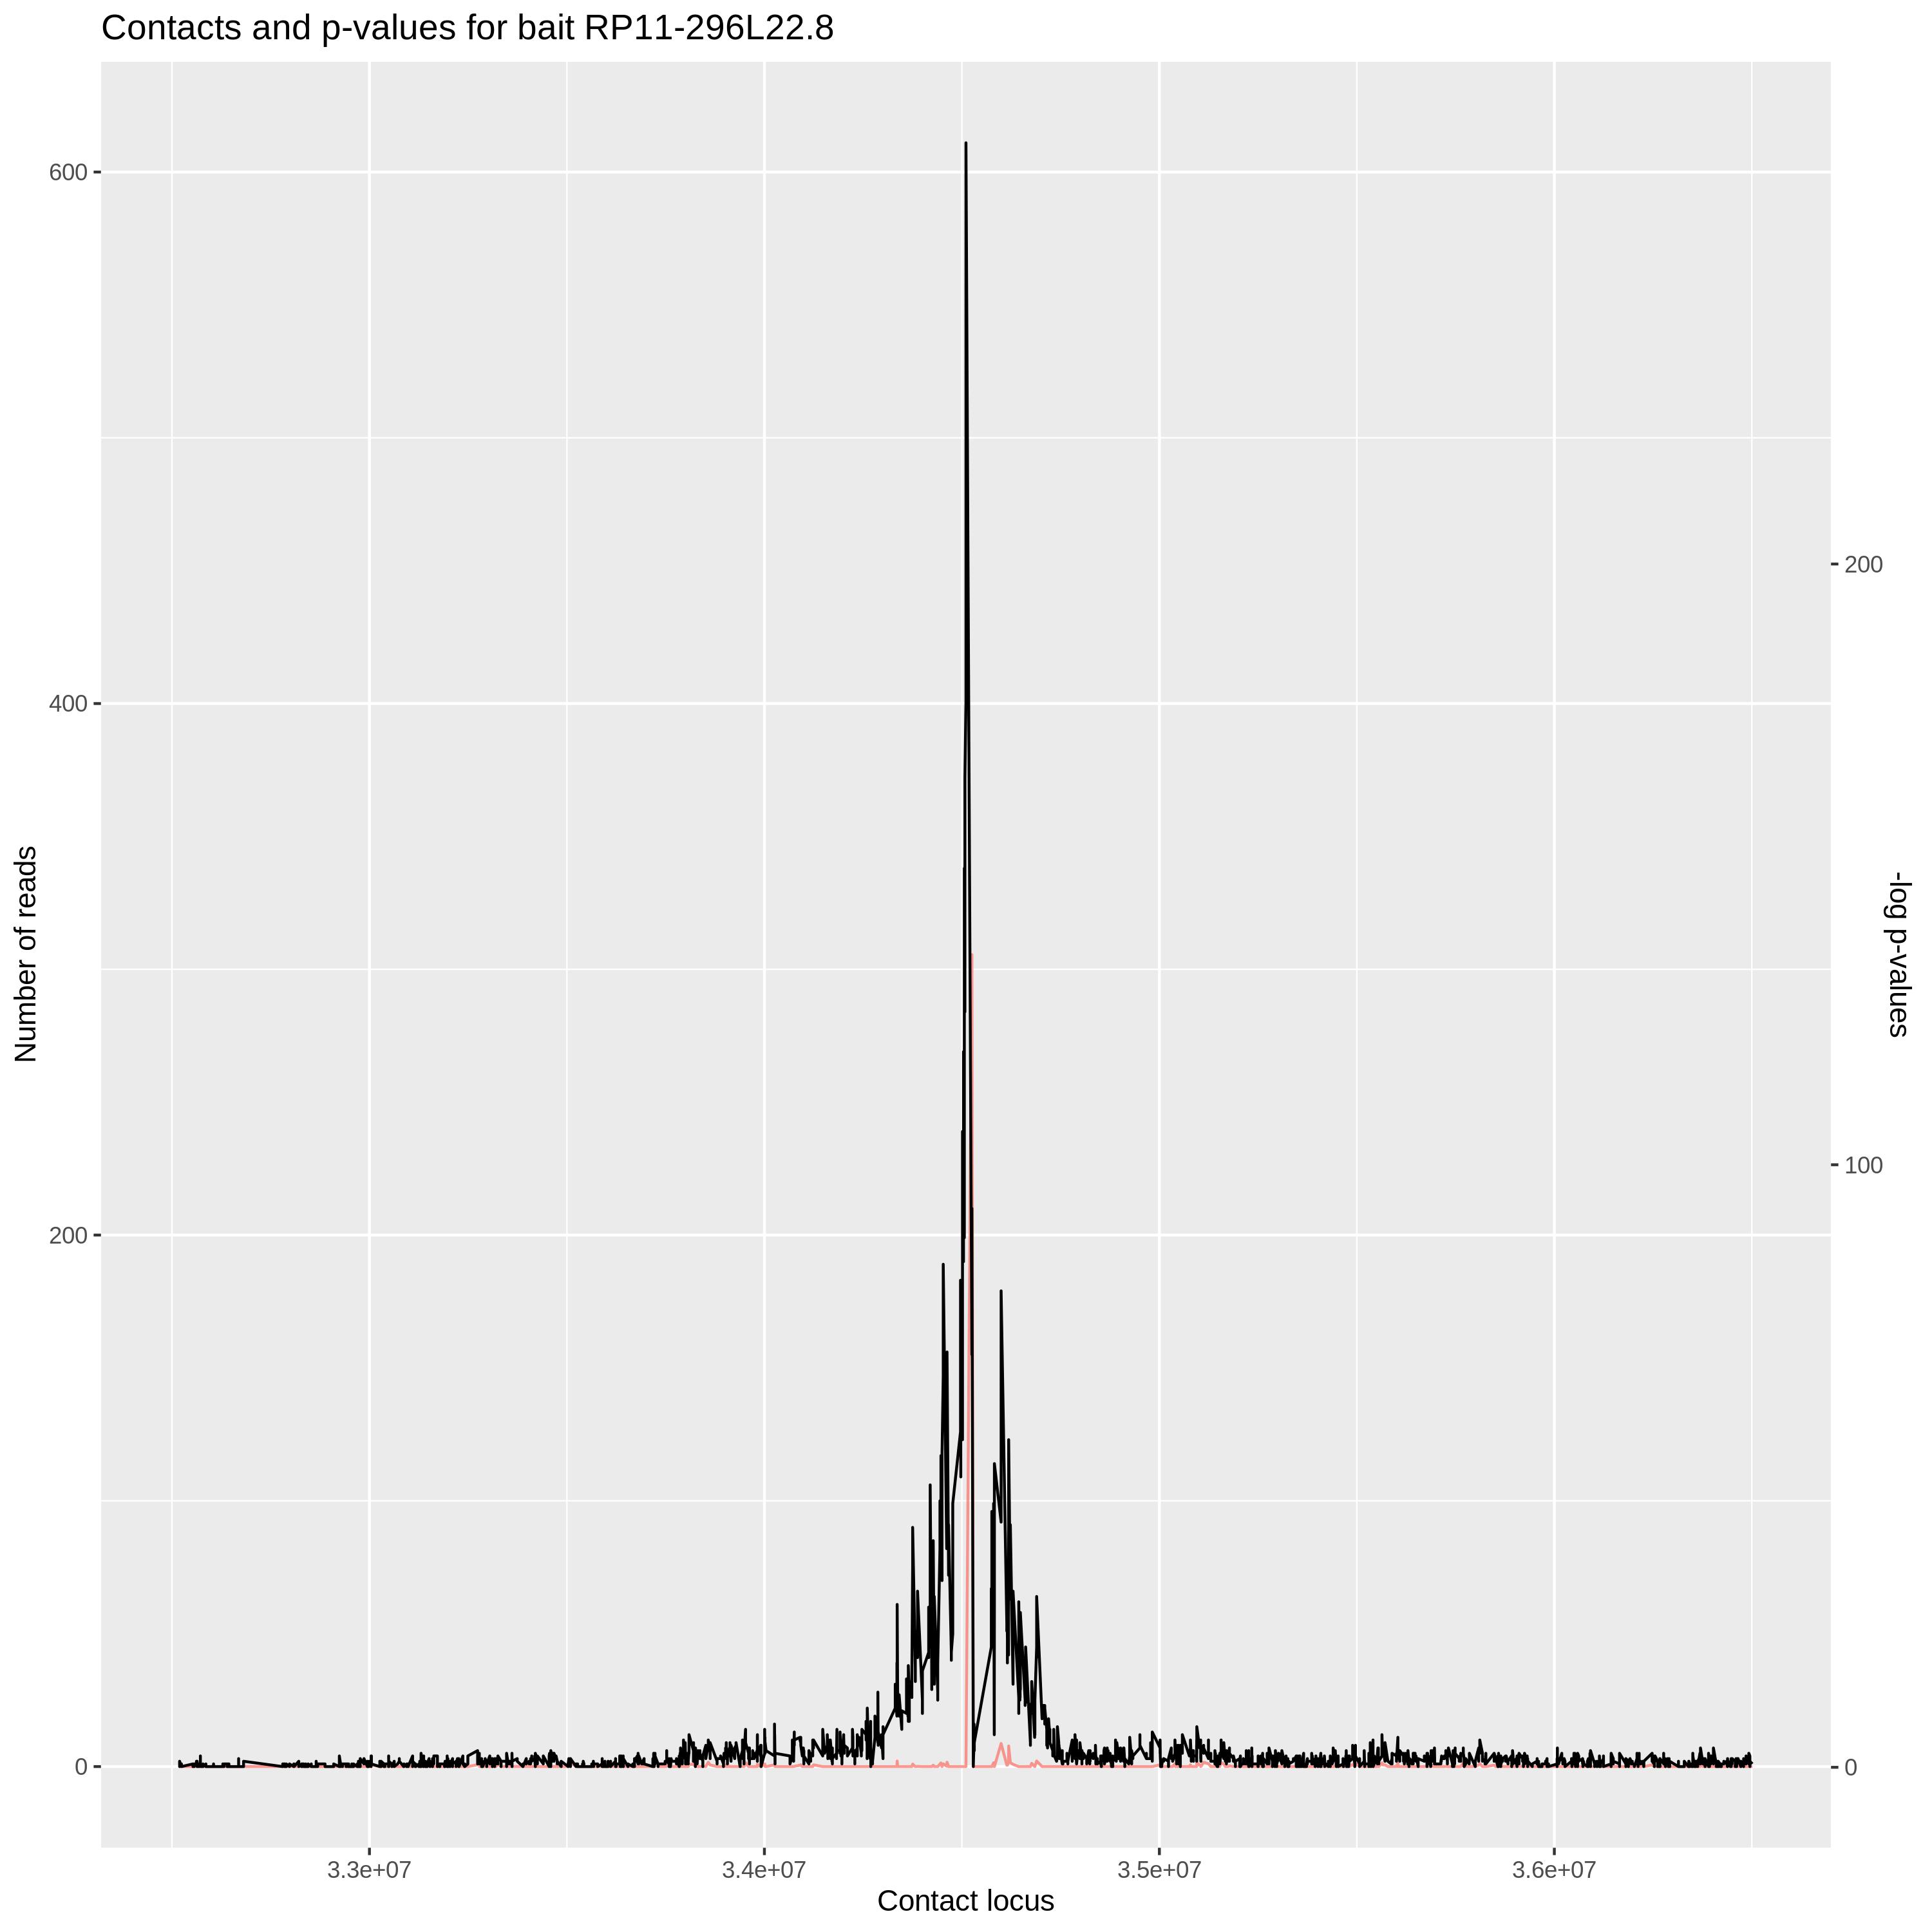 Contacts and p-values for bait RP11-296L22.8
Number of reads
600
400
200
0
-log p-values
200
100
0
3.3e+07
3.4e+07
3.5e+07
3.6e+07
Contact locus